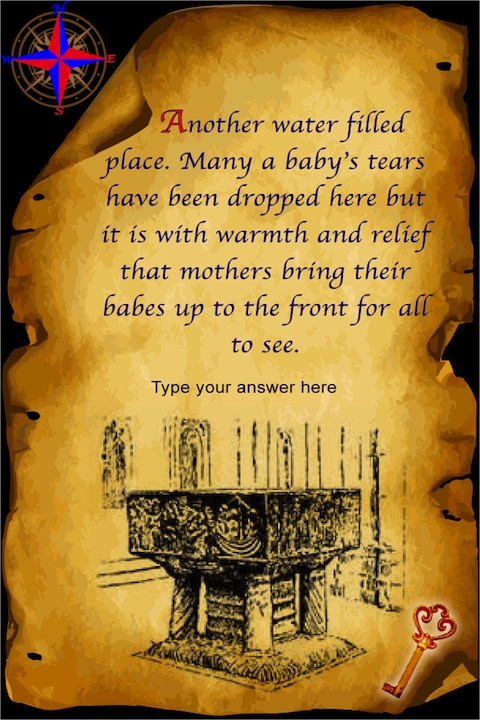 N
W E
S
Another water filled
place. Many a baby's tears
have been dropped here but
it is with warmth and relief
that mothers bring their
babes up to the front for all
to see.
Type your answer here